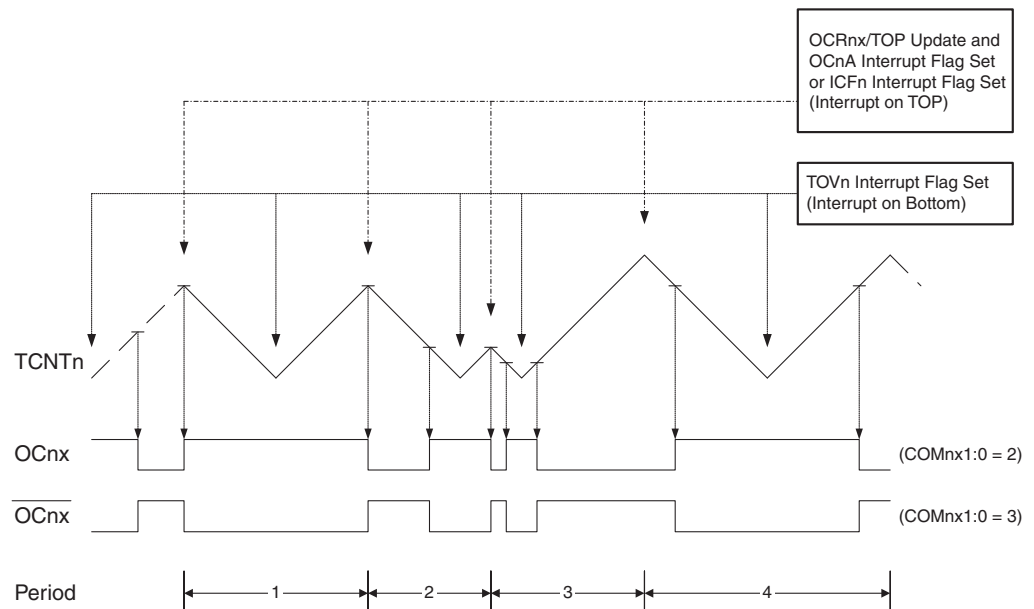 OCRnx/TOP Update and
OCnA Interrupt Flag Set
or ICFn Interrupt Flag Set
(Interrupt on TOP)
TOVn Interrupt Flag Set
(Interrupt on Bottom)
TCNTn
OCnx
(COMnx1:0 = 2)
OCnx
(COMnx1:0 = 3)
Period
1
2
3
4